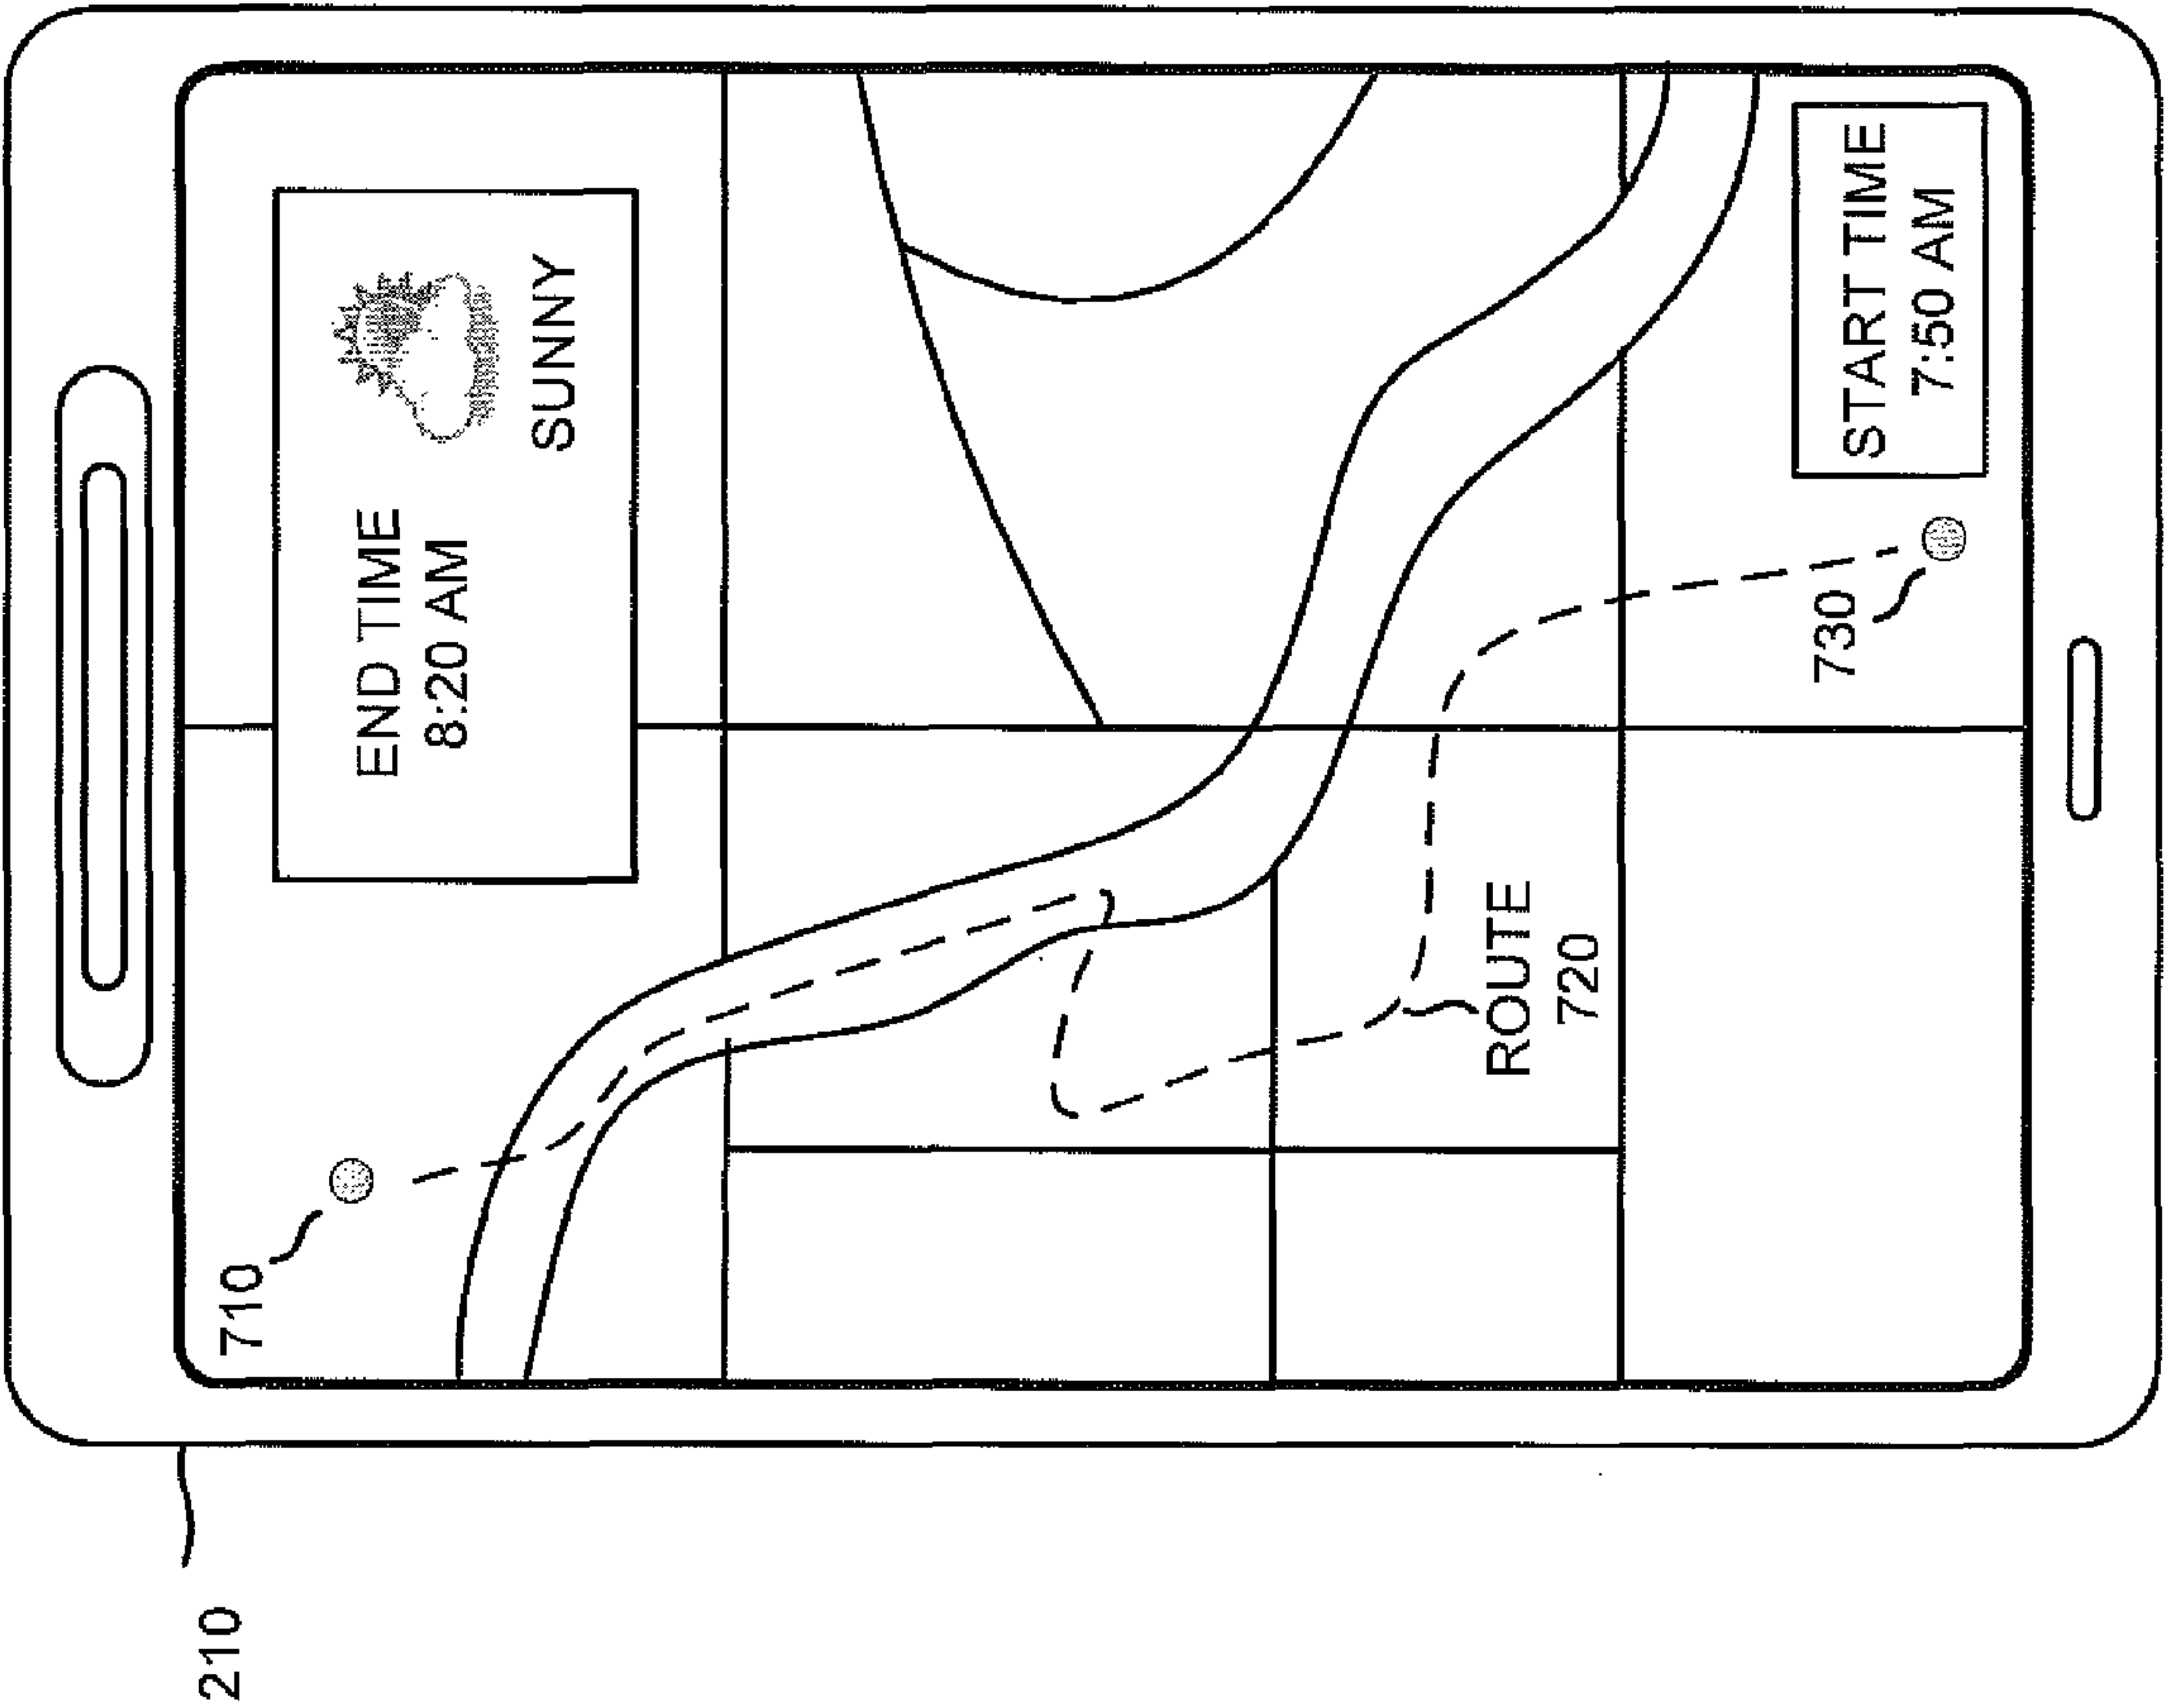 210
710
END TIME
8:20 AM
SUNNY
ROUTE
720
730
START TIME
7:50 AM